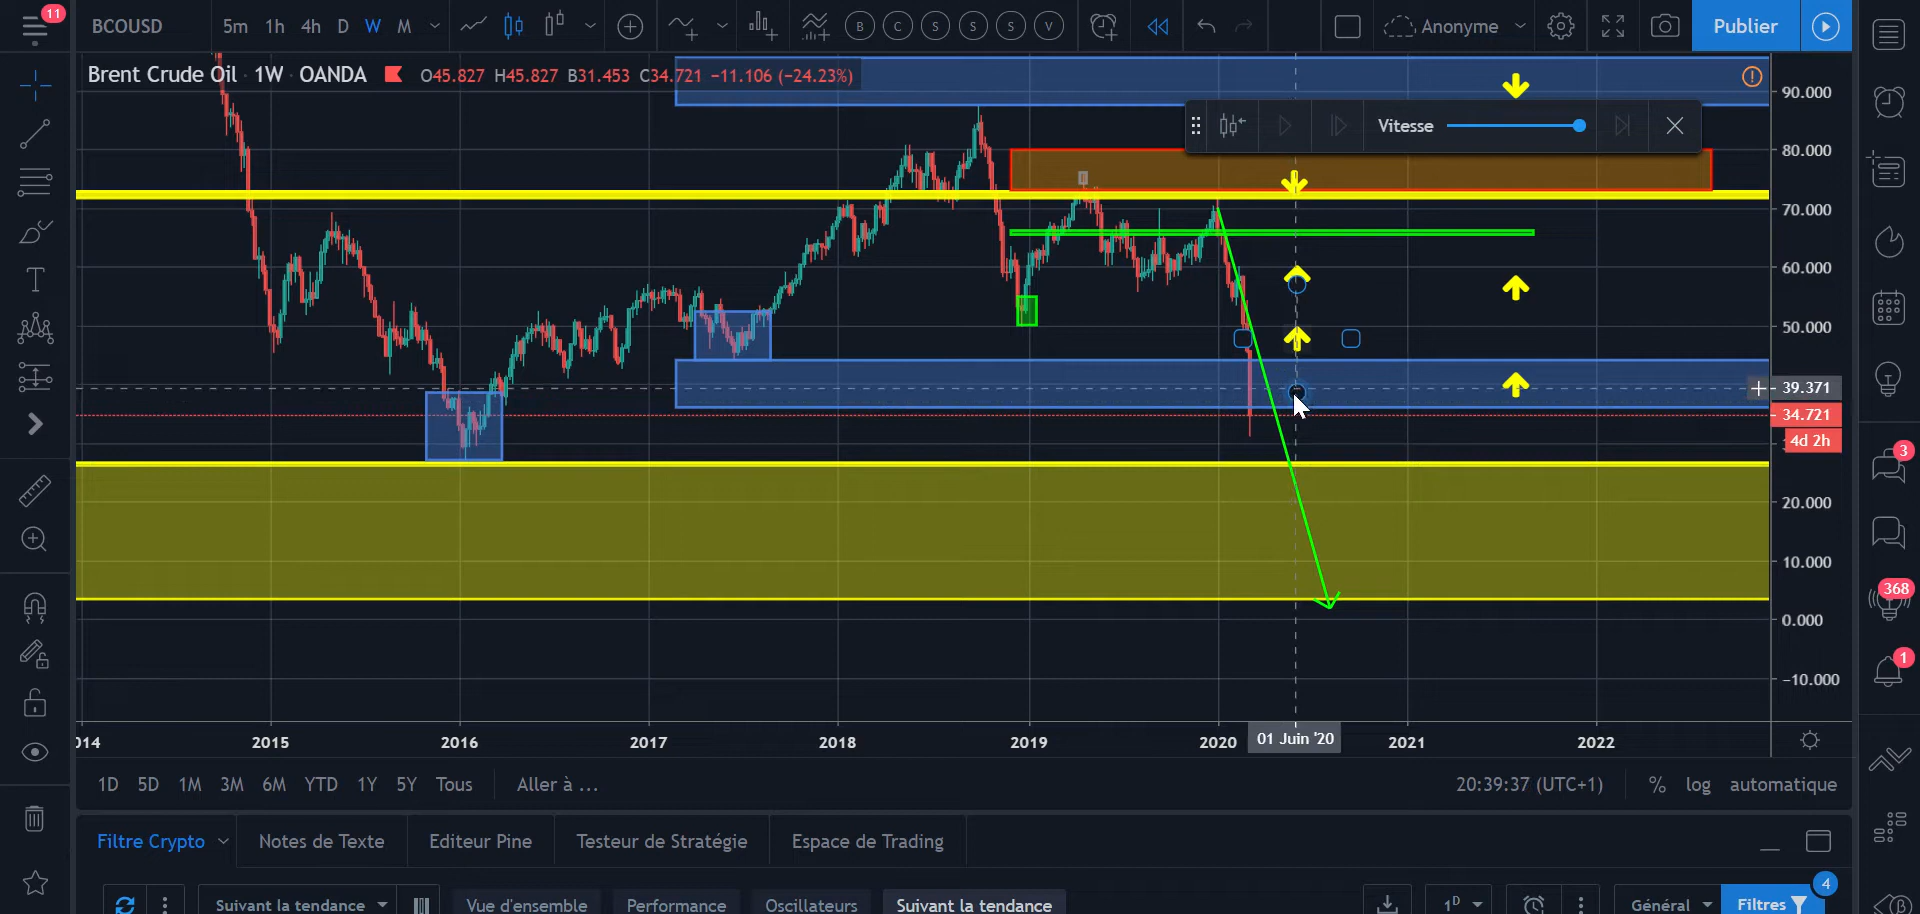 11
BCOUSD 5m 1h 4h D W M B C S S S V Anonyme Publier
Brent Crude Oil · 1W · OANDA O45.827 H45.827 B31.453 C34.721 −11.106 (−24.23%)
90.000
Vitesse
80.000
70.000
60.000
50.000
39.371
34.721
4d 2h
20.000
10.000
0.000
−10.000
3
368
1
014 2015 2016 2017 2018 2019 2020 01 Juin '20 2021 2022
1D 5D 1M 3M 6M YTD 1Y 5Y Tous Aller à ... 20:39:37 (UTC+1) % log automatique
Filtre Crypto Notes de Texte Editeur Pine Testeur de Stratégie Espace de Trading
4
Suivant la tendance Vue d'ensemble Performance Oscillateurs Suivant la tendance 1D Général Filtres